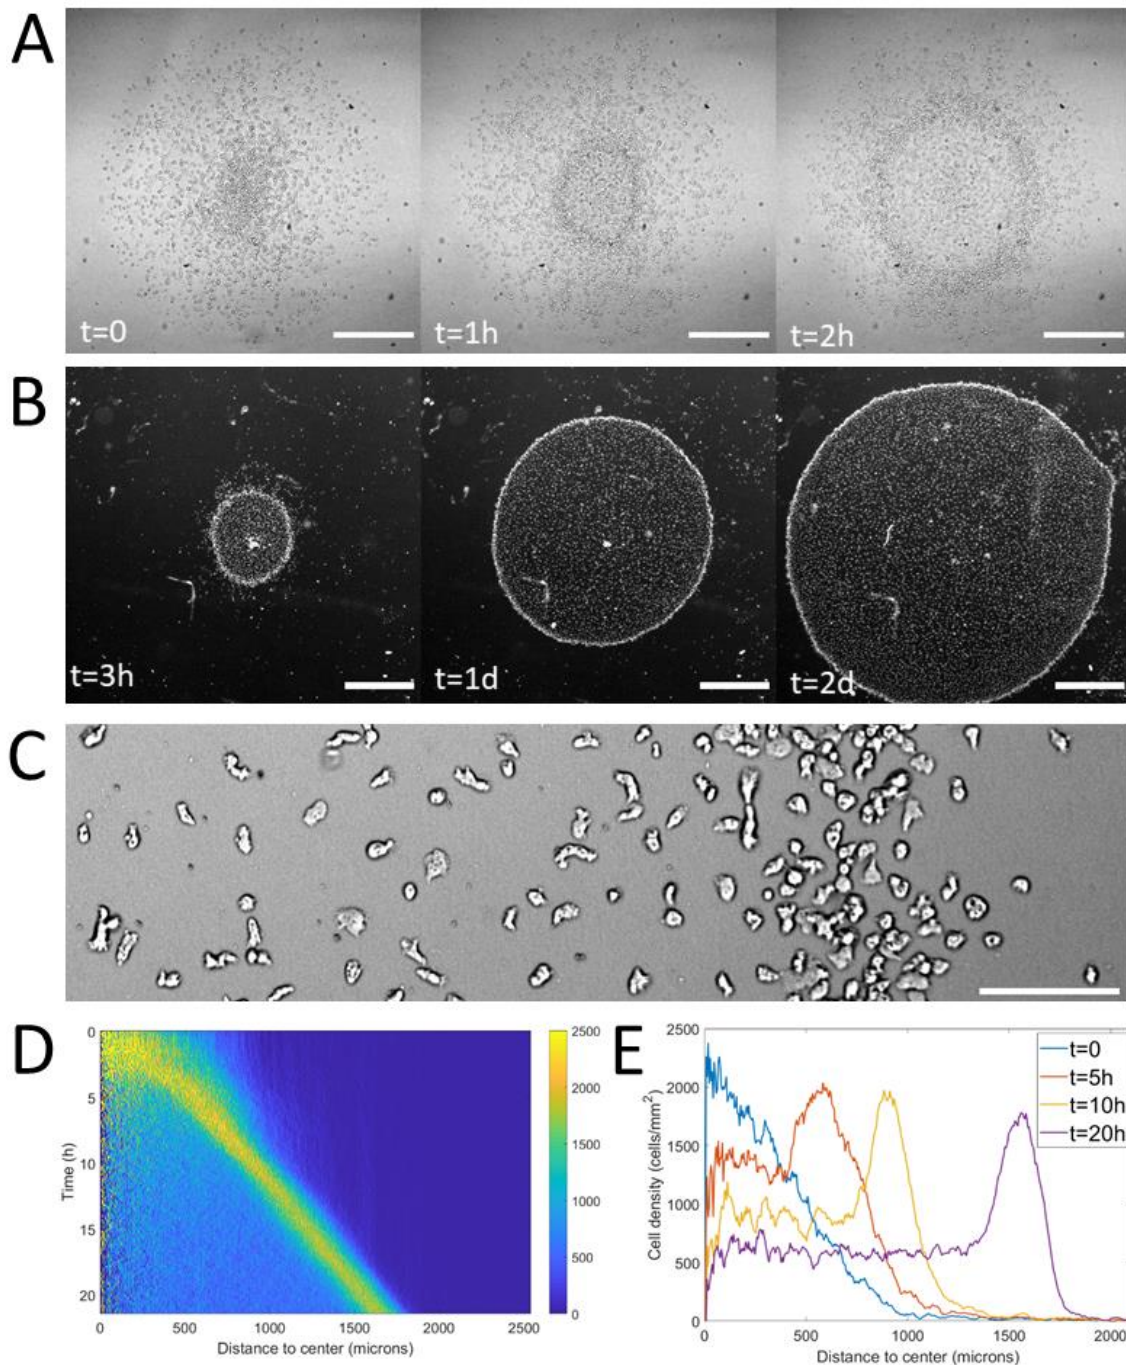 A
t=0
t=1h
t=2h
B
t=3h
t=1d
t=2d
C
D
0
5
10
15
20
Time (h)
0
500
1000
1500
2000
2500
Distance to center (microns)
2500
2000
1500
1000
500
0
E
2500
2000
1500
1000
500
0
Cell density (cells/mm²)
t=0
t=5h
t=10h
t=20h
0
500
1000
1500
2000
Distance to center (microns)